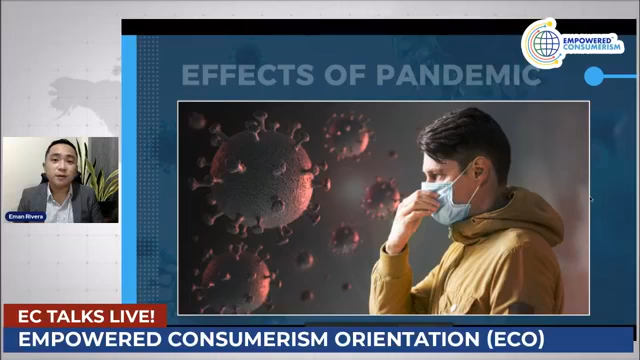 EMPOWERED
CONSUMERISM
EFFECTS OF PANDEMIC
Eman Rivera
EC TALKS LIVE!
EMPOWERED CONSUMERISM ORIENTATION (ECO)